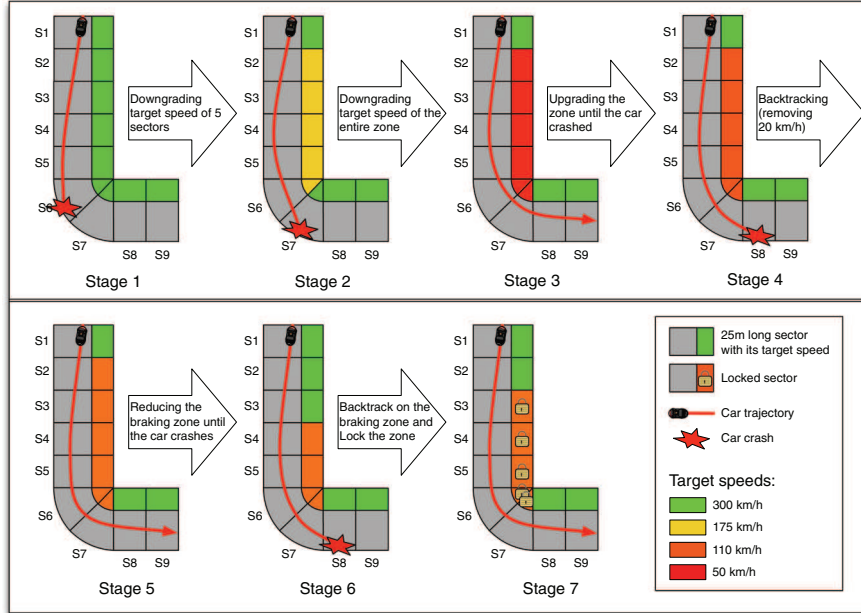 S1
S2
S3
S4
S5
S6
S7
S8
S9
Stage 1
Downgrading
target speed of 5
sectors
S1
S2
S3
S4
S5
S6
S7
S8
S9
Stage 2
Downgrading
target speed of the
entire zone
S1
S2
S3
S4
S5
S6
S7
S8
S9
Stage 3
Upgrading the
zone until the car
crashed
S1
S2
S3
S4
S5
S6
S7
S8
S9
Stage 4
Backtracking
(removing
20 km/h)
S1
S2
S3
S4
S5
S6
S7
S8
S9
Stage 5
Reducing the
braking zone until
the car crashes
S1
S2
S3
S4
S5
S6
S7
S8
S9
Stage 6
Backtrack on the
braking zone and
Lock the zone
S1
S2
S3
S4
S5
S6
S7
S8
S9
Stage 7
25m long sector
with its target speed
Locked sector
Car trajectory
Car crash
Target speeds:
300 km/h
175 km/h
110 km/h
50 km/h